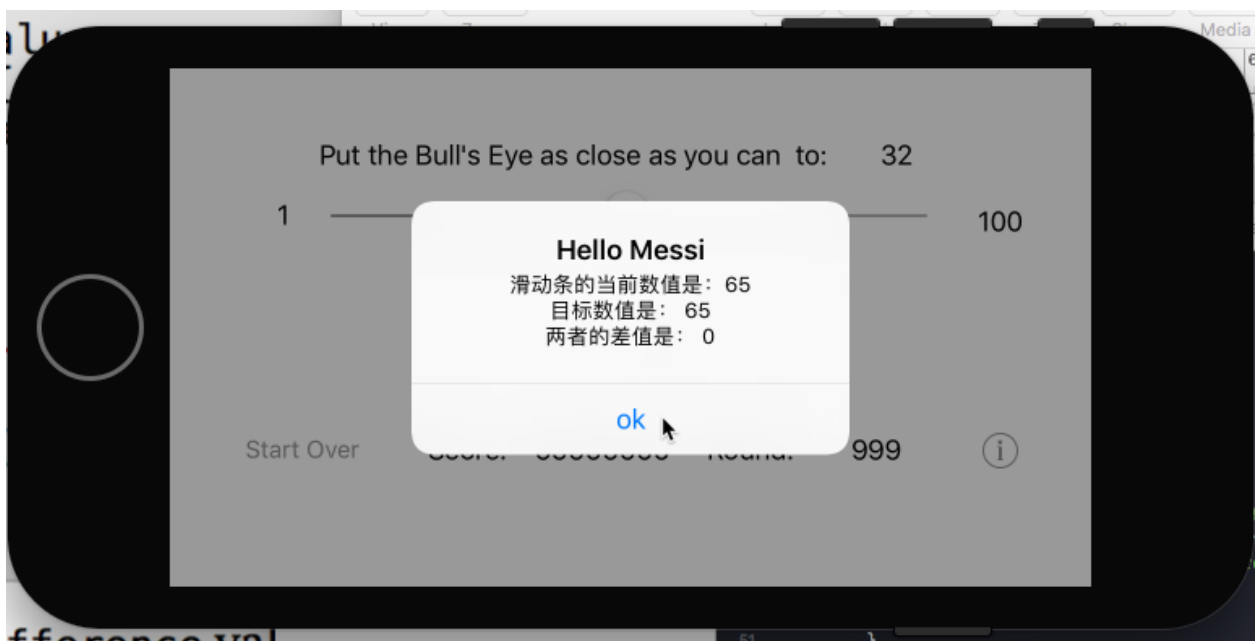 Media
Put the Bull's Eye as close as you can to: 32
1
100
Hello Messi
滑动条的当前数值是：65
目标数值是： 65
两者的差值是： 0
ok
Start Over
999
51 }